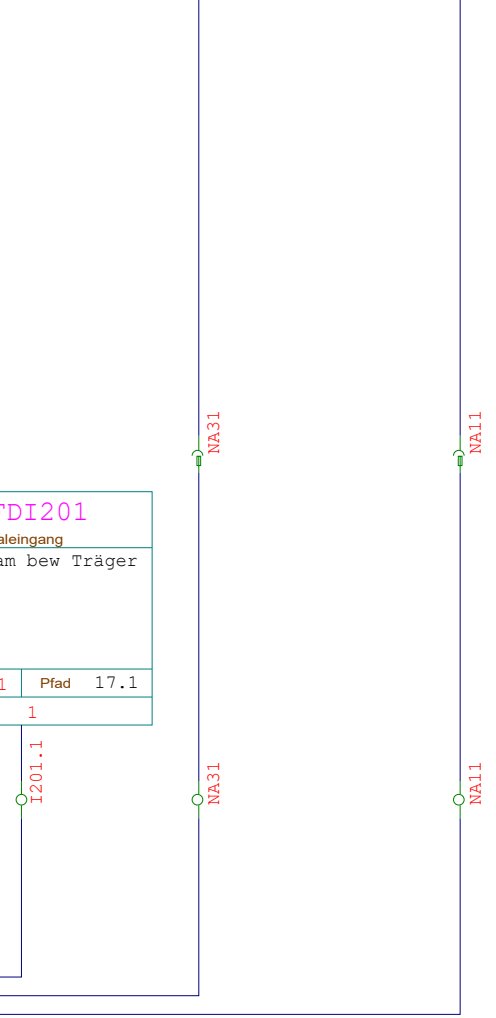 NA31
NA11
TDI201
aleingang
am bew Träger
1 Pfad 17.1
1
I201.1
NA31
NA11